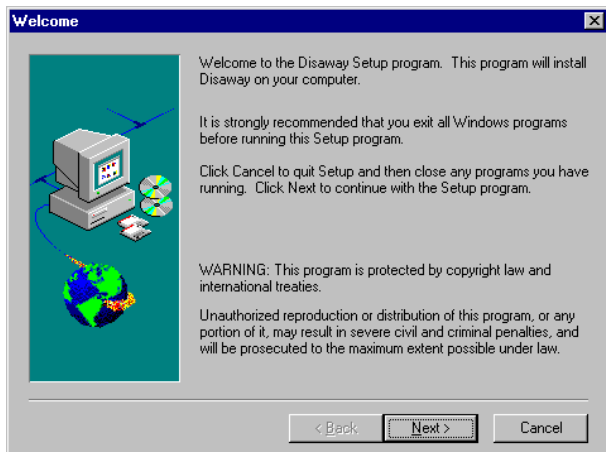 Welcome
Welcome to the Disaway Setup program. This program will install
Disaway on your computer.
It is strongly recommended that you exit all Windows programs
before running this Setup program.
Click Cancel to quit Setup and then close any programs you have
running. Click Next to continue with the Setup program.
WARNING: This program is protected by copyright law and
international treaties.
Unauthorized reproduction or distribution of this program, or any
portion of it, may result in severe civil and criminal penalties, and
will be prosecuted to the maximum extent possible under law.
< Back
Next >
Cancel